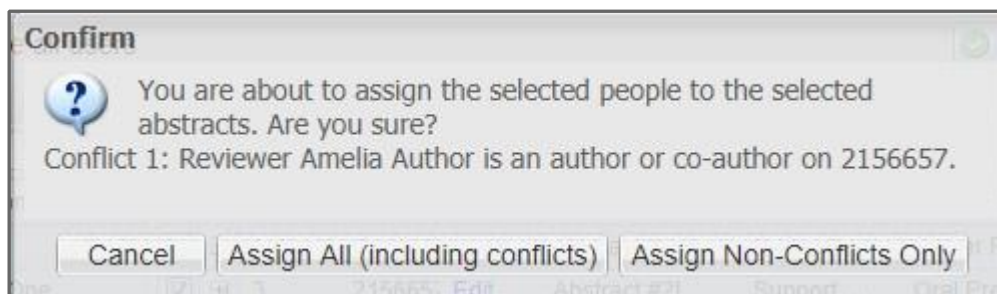 Confirm
You are about to assign the selected people to the selected
abstracts. Are you sure?
Conflict 1: Reviewer Amelia Author is an author or co-author on 2156657.
Cancel
Assign All (including conflicts)
Assign Non-Conflicts Only
Edit
Support